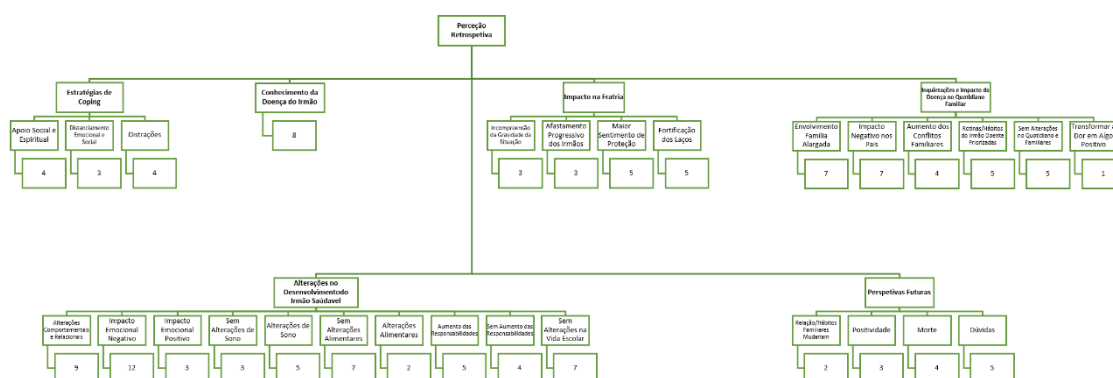 Perceção
Retrospetiva
Estratégias de
Coping
Conhecimento da
Doença do Irmão
Impacto na Fratria
Inquietações e Impacto da
Doença no Quotidiano
Familiar
Apoio Social e
Espiritual
Distanciamento
Emocional e
Social
Distrações
8
Incompreensão
da Gravidade da
Situação
Afastamento
Progressivo
dos Irmãos
Maior
Sentimento de
Proteção
Fortificação
dos Laços
Envolvimento
Família
Alargada
Impacto
Negativo nos
Pais
Aumento dos
Conflitos
Familiares
Rotinas/Hábitos
do Irmão Doente
Priorizadas
Sem Alterações
no Quotidiano e
Familiares
Transformar a
Dor em Algo
Positivo
4
3
4
3
3
5
5
7
7
4
5
5
1
Alterações no
Desenvolvimentodo
Irmão Saúdavel
Perspetivas Futuras
Alterações
Comportamentais
e Relacionais
Impacto
Emocional
Negativo
Impacto
Emocional
Positivo
Sem
Alterações de
Sono
Alterações de
Sono
Sem
Alterações
Alimentares
Alterações
Alimentares
Aumento das
Responsabilidades
Sem Aumento das
Responsabilidades
Sem
Alterações na
Vida Escolar
Relação/Hábitos
Familiares
Mudariam
Positividade
Morte
Dúvidas
9
12
3
3
5
7
2
5
4
7
2
3
4
5